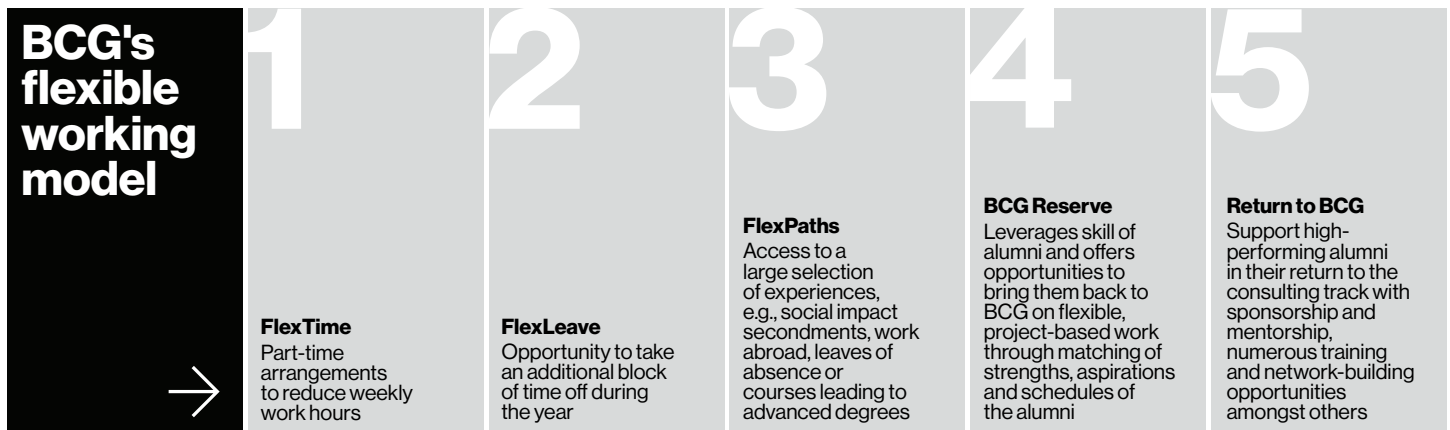 BCG's
flexible
working
model
1
FlexTime
Part-time
arrangements
to reduce weekly
work hours
2
FlexLeave
Opportunity to take
an additional block
of time off during
the year
3
FlexPaths
Access to a
large selection
of experiences,
e.g., social impact
secondments, work
abroad, leaves of
absence or
courses leading to
advanced degrees
4
BCG Reserve
Leverages skill of
alumni and offers
opportunities to
bring them back to
BCG on flexible,
project-based work
through matching of
strengths, aspirations
and schedules of
the alumni
5
Return to BCG
Support high-
performing alumni
in their return to the
consulting track with
sponsorship and
mentorship,
numerous training
and network-building
opportunities
amongst others